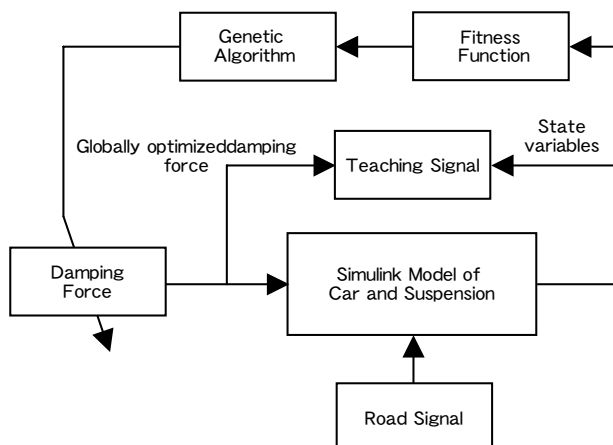 Genetic
Algorithm
Fitness
Function
Globally optimizeddamping
force
State
variables
Teaching Signal
Damping
Force
Simulink Model of
Car and Suspension
Road Signal